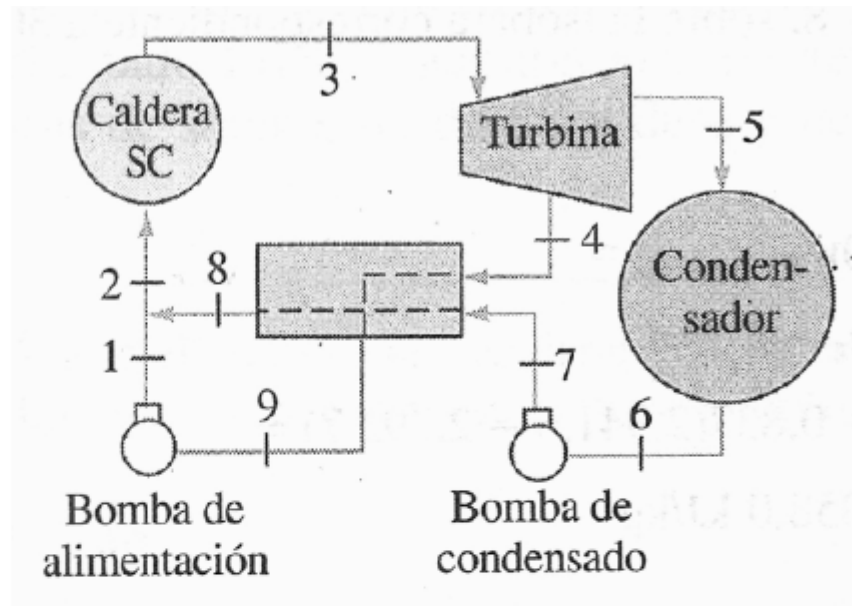 3
Caldera
SC
Turbina
5
4
8
2
Conden-
sador
1
7
9
6
Bomba de
alimentación
Bomba de
condensado